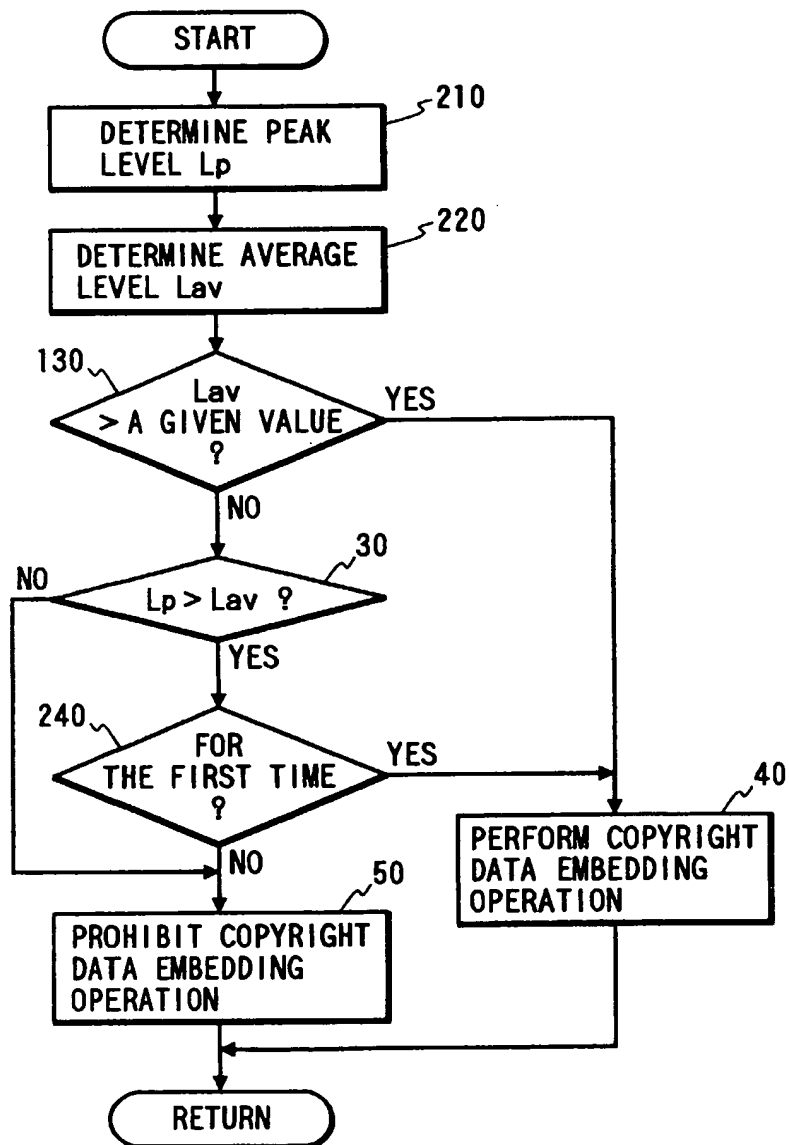 START
210
DETERMINE PEAK
LEVEL Lp
220
DETERMINE AVERAGE
LEVEL Lav
130
Lav
> A GIVEN VALUE
?
YES
NO
30
NO
Lp > Lav ?
YES
240
FOR
THE FIRST TIME
?
YES
NO
40
PERFORM COPYRIGHT
DATA EMBEDDING
OPERATION
50
PROHIBIT COPYRIGHT
DATA EMBEDDING
OPERATION
RETURN